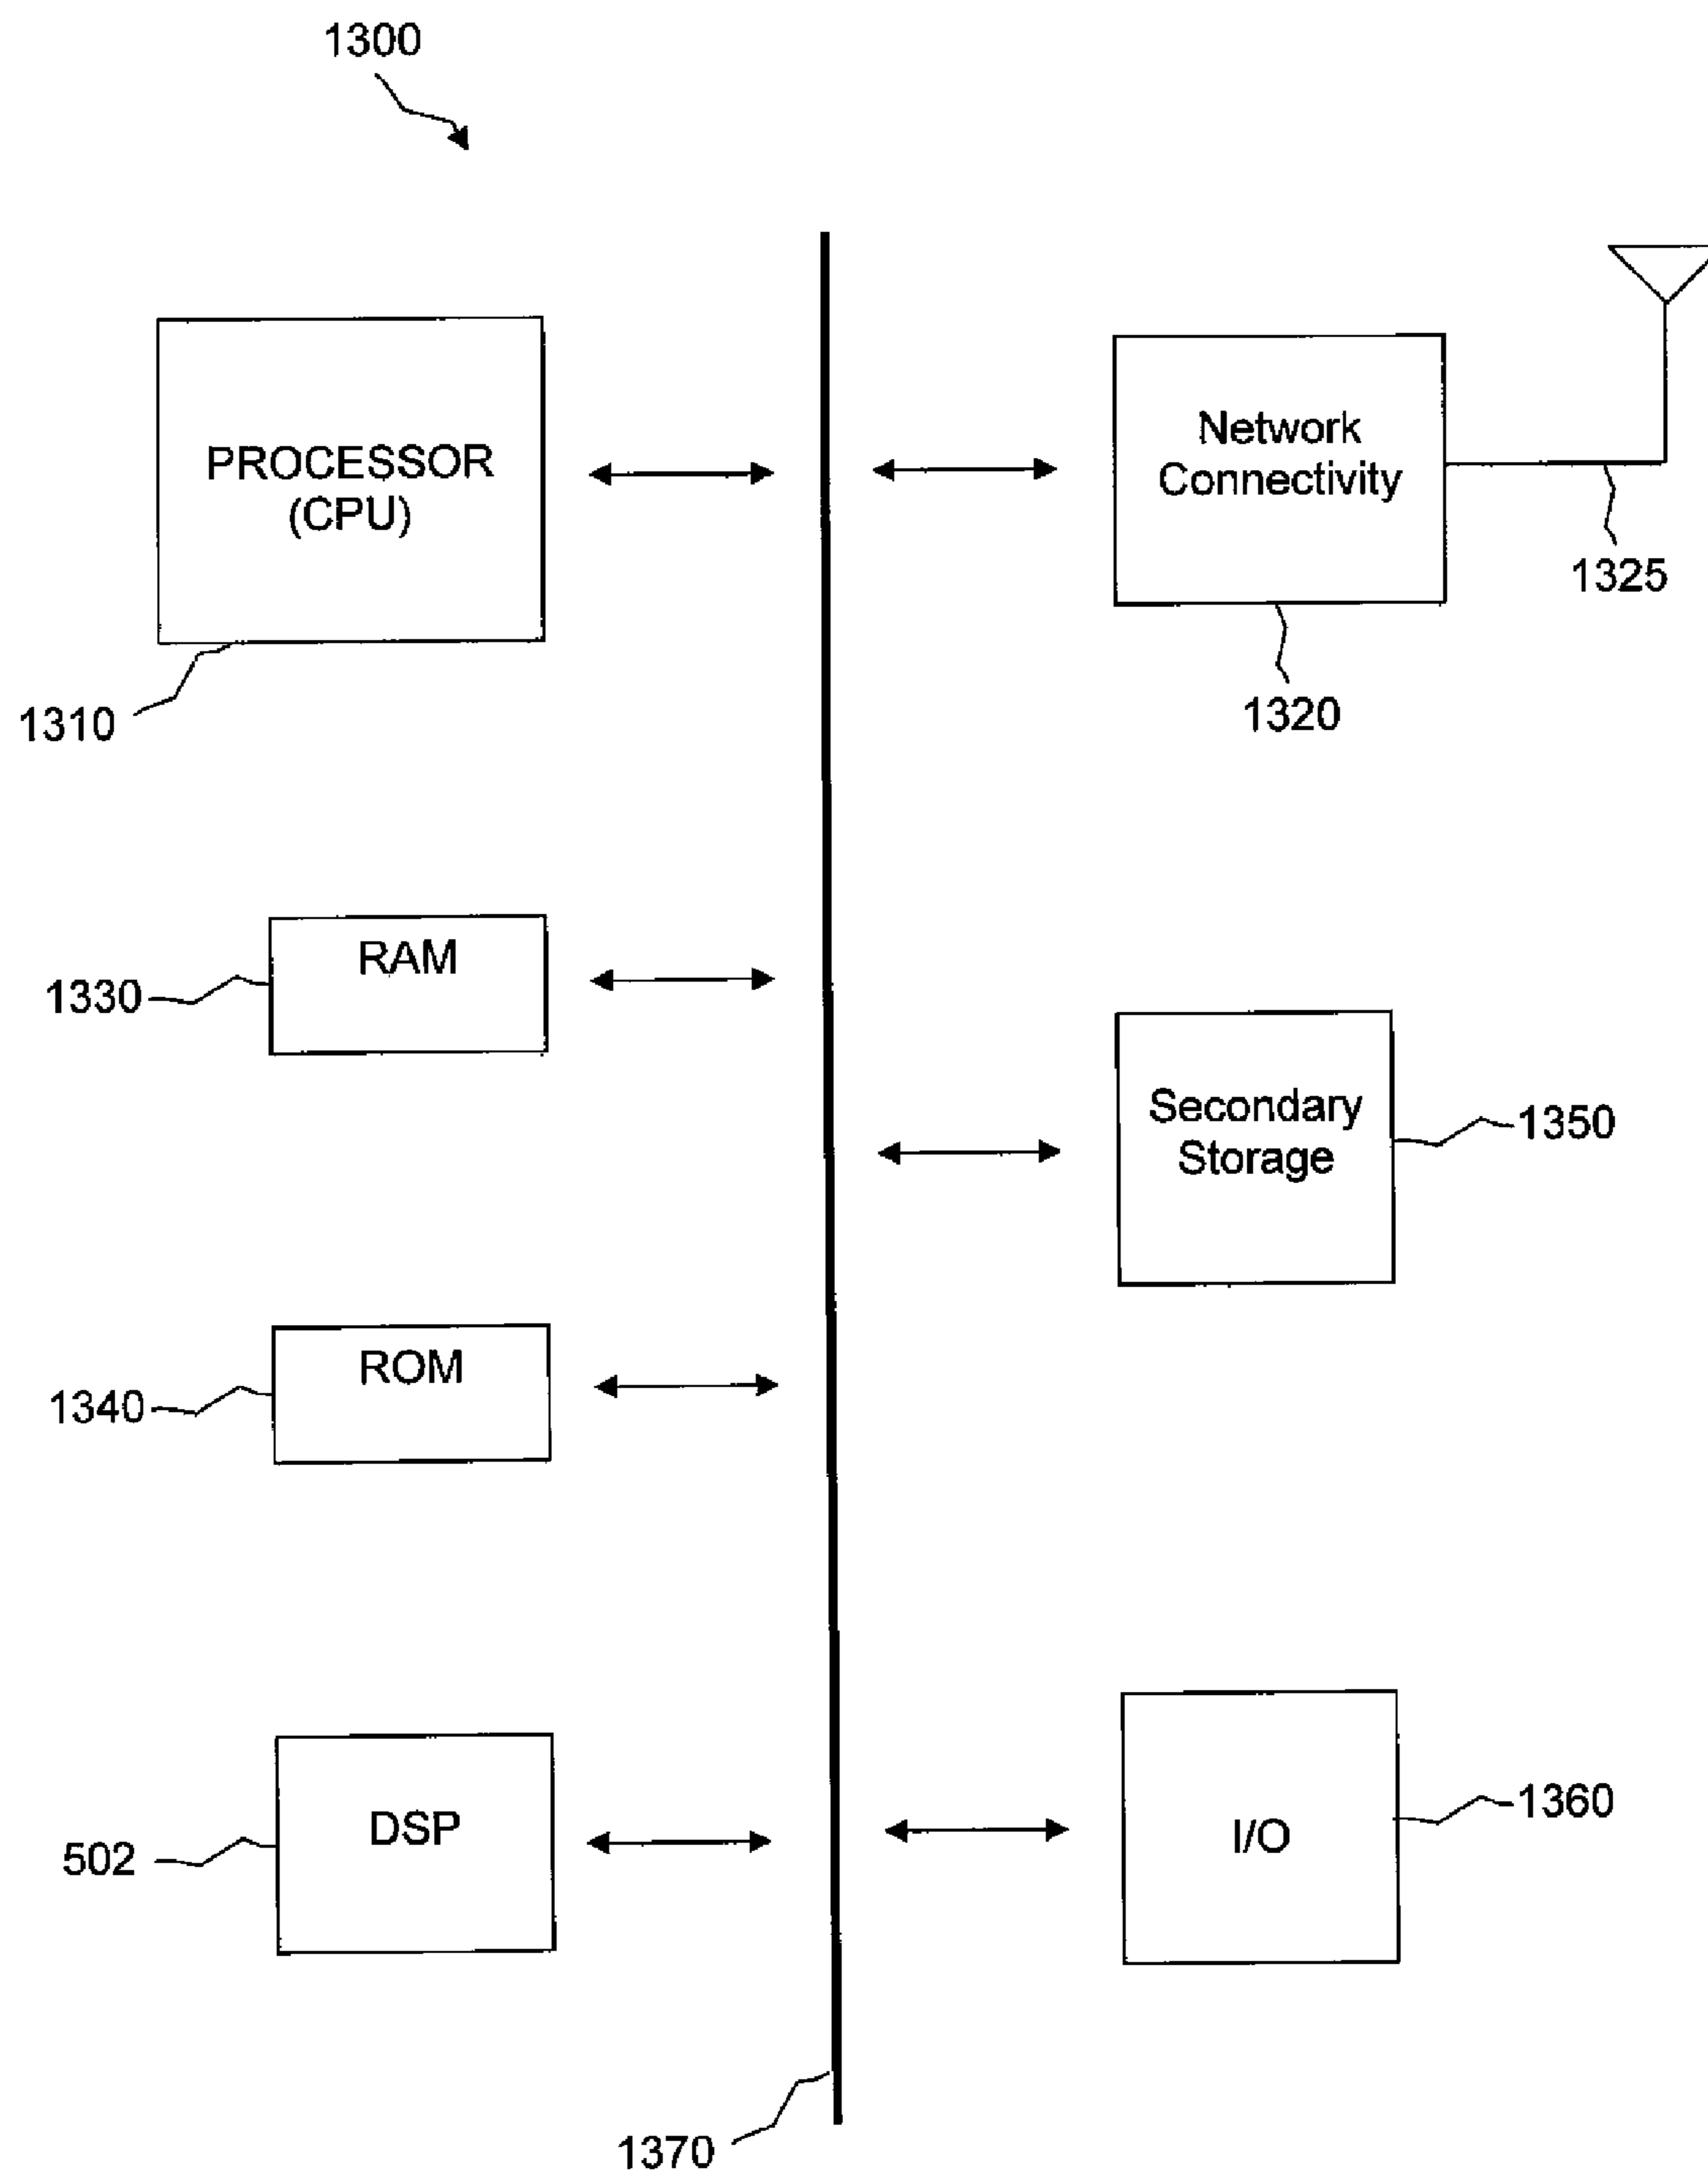 1300
PROCESSOR
(CPU)
1310
Network
Connectivity
1325
1320
RAM
1330
Secondary
Storage
1350
ROM
1340
DSP
502
I/O
1360
1370